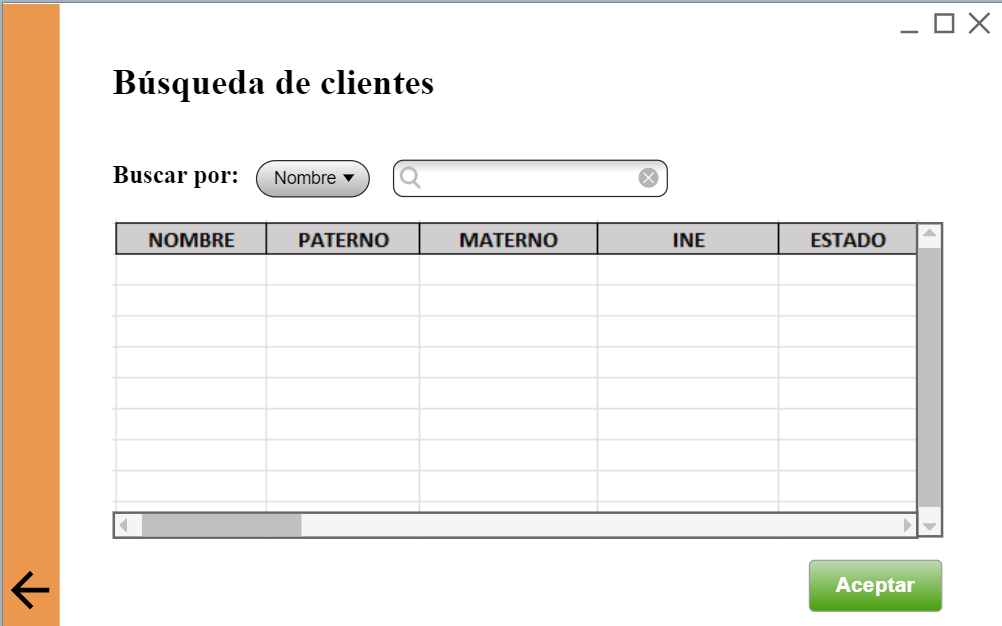 Búsqueda de clientes
Buscar por: Nombre
NOMBRE PATERNO MATERNO INE ESTADO
Aceptar